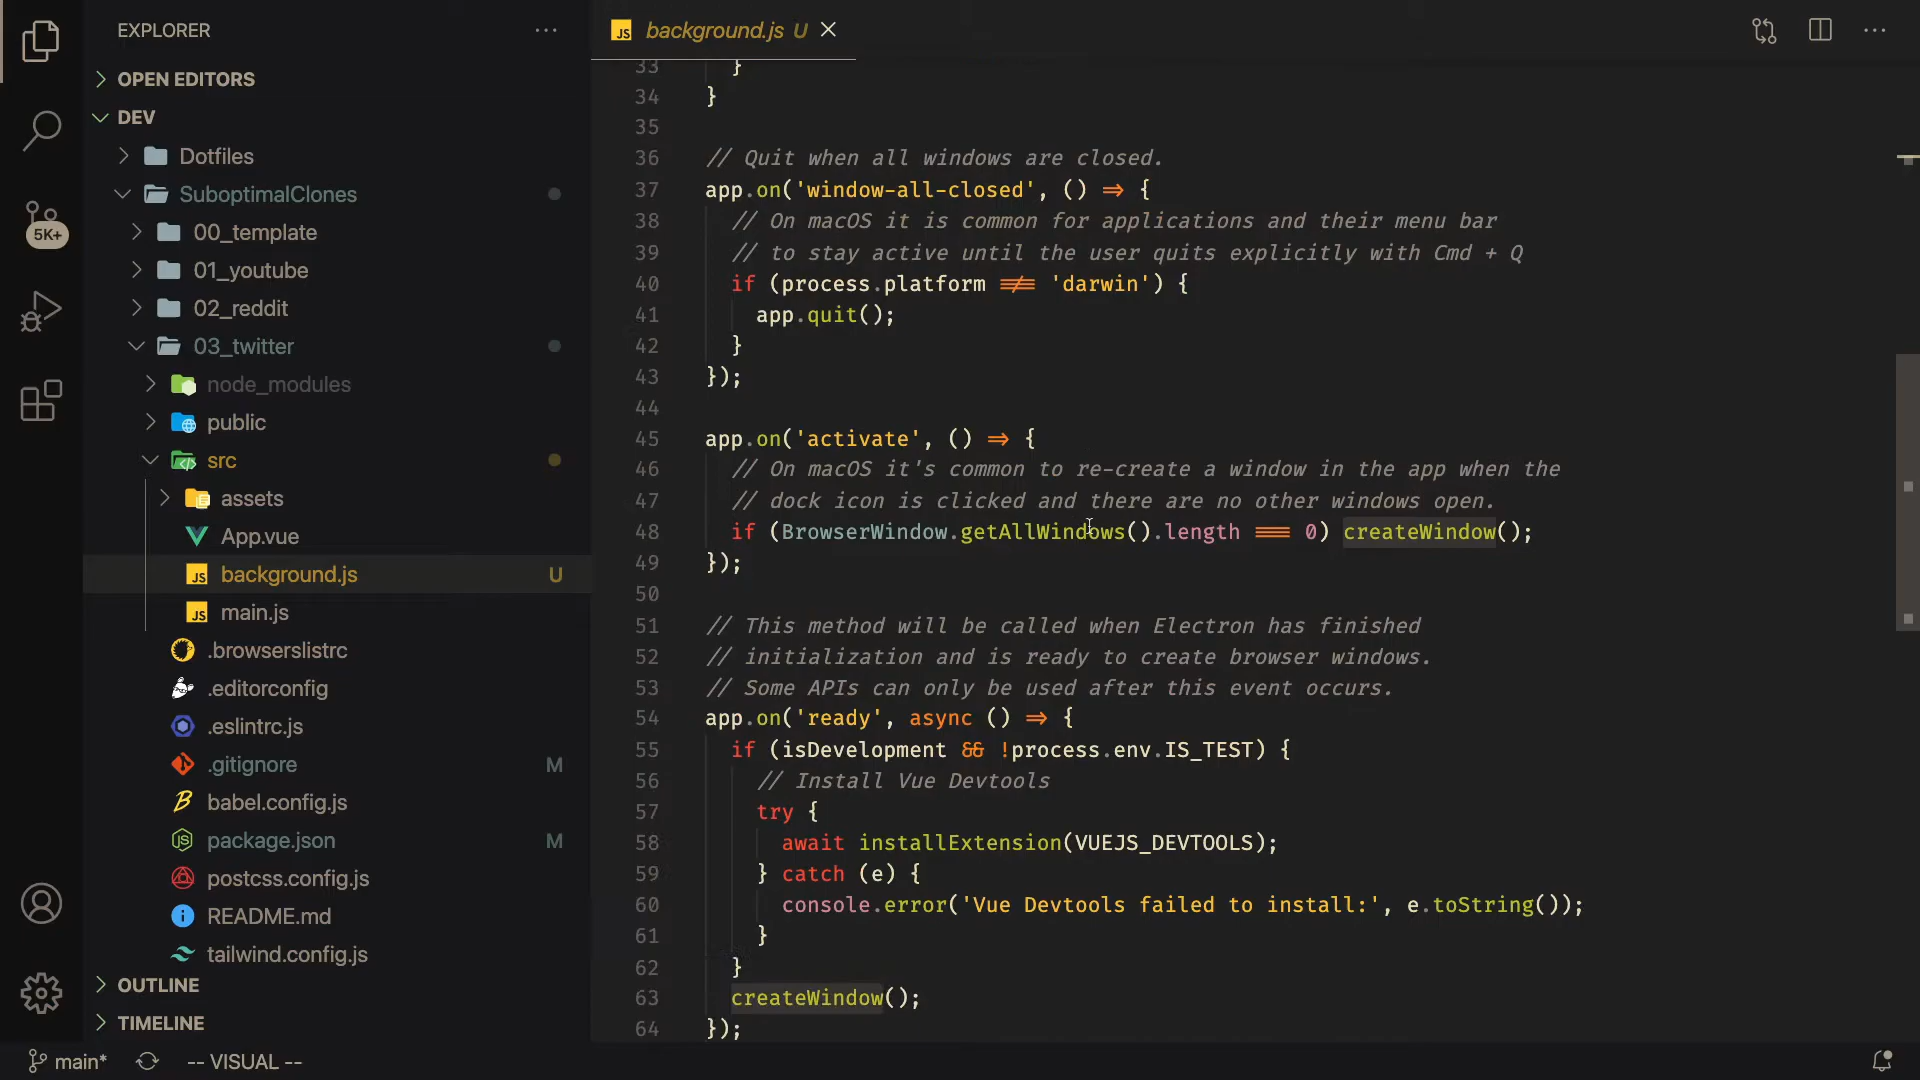 EXPLORER
OPEN EDITORS
DEV
Dotfiles
SuboptimalClones
00_template
01_youtube
02_reddit
03_twitter
node_modules
public
src
assets
App.vue
background.js U
main.js
.browserslistrc
.editorconfig
.eslintrc.js
.gitignore M
babel.config.js
package.json M
postcss.config.js
README.md
tailwind.config.js
OUTLINE
TIMELINE
5K+
JS background.js U
33 }
34 }
35
36 // Quit when all windows are closed.
37 app.on('window-all-closed', () => {
38 // On macOS it is common for applications and their menu bar
39 // to stay active until the user quits explicitly with Cmd + Q
40 if (process.platform !== 'darwin') {
41 app.quit();
42 }
43 });
44
45 app.on('activate', () => {
46 // On macOS it's common to re-create a window in the app when the
47 // dock icon is clicked and there are no other windows open.
48 if (BrowserWindow.getAllWindows().length === 0) createWindow();
49 });
50
51 // This method will be called when Electron has finished
52 // initialization and is ready to create browser windows.
53 // Some APIs can only be used after this event occurs.
54 app.on('ready', async () => {
55 if (isDevelopment && !process.env.IS_TEST) {
56 // Install Vue Devtools
57 try {
58 await installExtension(VUEJS_DEVTOOLS);
59 } catch (e) {
60 console.error('Vue Devtools failed to install:', e.toString());
61 }
62 }
63 createWindow();
64 });
main* -- VISUAL --